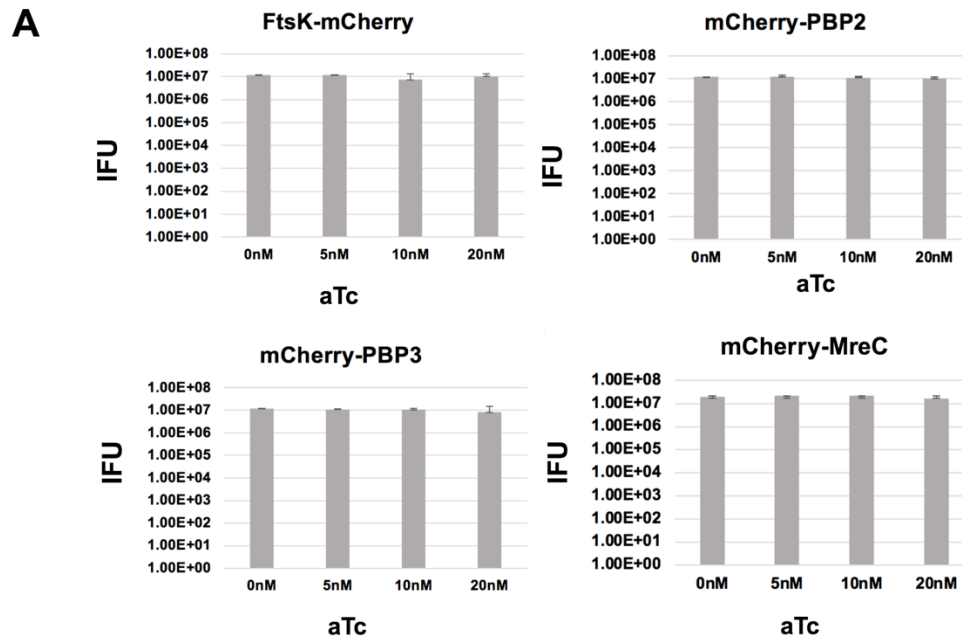 A
FtsK-mCherry
1.00E+08
1.00E+07
1.00E+06
1.00E+05
1.00E+04
1.00E+03
1.00E+02
1.00E+01
1.00E+00
IFU
0nM 5nM 10nM 20nM
aTc
mCherry-PBP2
1.00E+08
1.00E+07
1.00E+06
1.00E+05
1.00E+04
1.00E+03
1.00E+02
1.00E+01
1.00E+00
IFU
0nM 5nM 10nM 20nM
aTc
mCherry-PBP3
1.00E+08
1.00E+07
1.00E+06
1.00E+05
1.00E+04
1.00E+03
1.00E+02
1.00E+01
1.00E+00
IFU
0nM 5nM 10nM 20nM
aTc
mCherry-MreC
1.00E+08
1.00E+07
1.00E+06
1.00E+05
1.00E+04
1.00E+03
1.00E+02
1.00E+01
1.00E+00
IFU
0nM 5nM 10nM 20nM
aTc